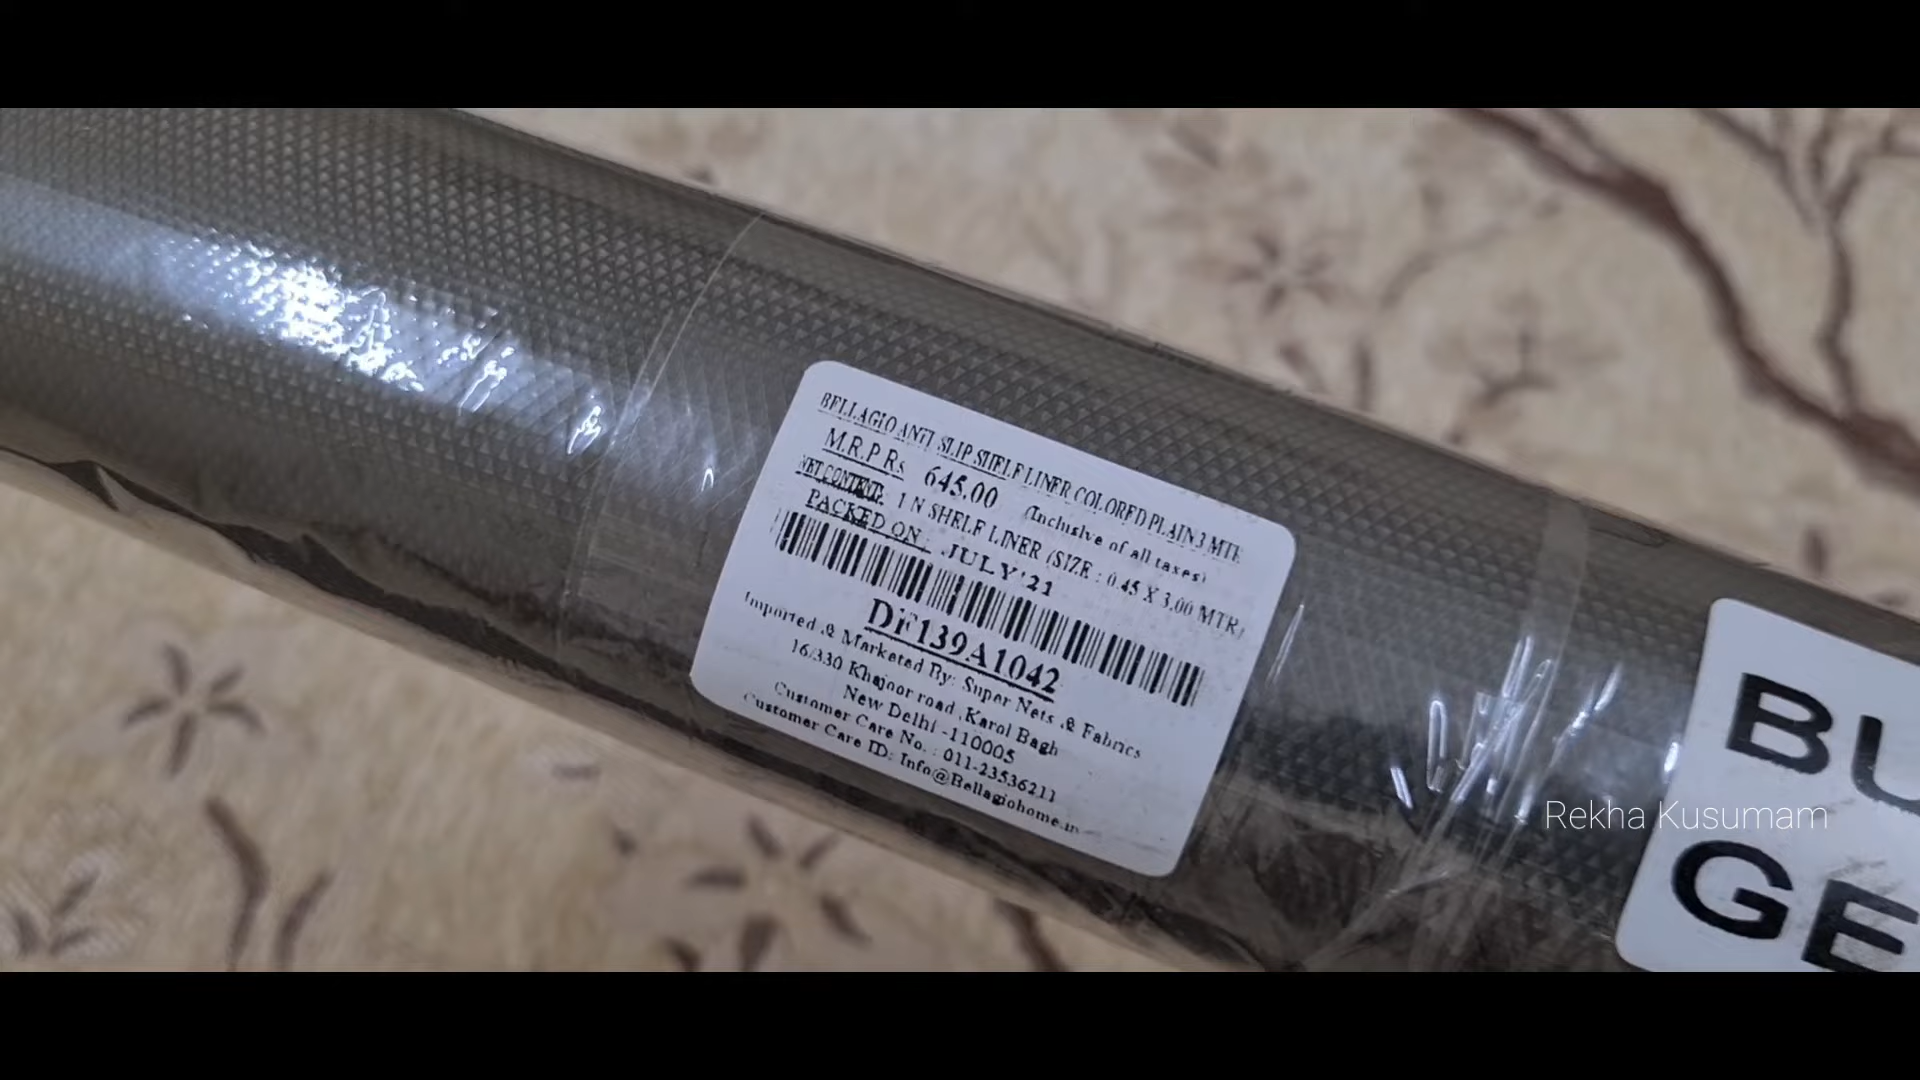 BELLAGIO ANTI SLIP SHELF LINER COLORED PLAIN 3 MTR
M.R.P Rs. 645.00 (Inclusive of all taxes)
NET CONTENT: 1 N SHELF LINER (SIZE : 0.45 X 3.00 MTR)
PACKED ON : JULY'21
DF139A1042
Imported & Marketed By: Super Nets & Fabrics
16/330 Khajoor road ,Karol Bagh
New Delhi -110005
Customer Care No. : 011-23536211
Customer Care ID: Info@Bellagiohome.in
BU
GE
Rekha Kusumam